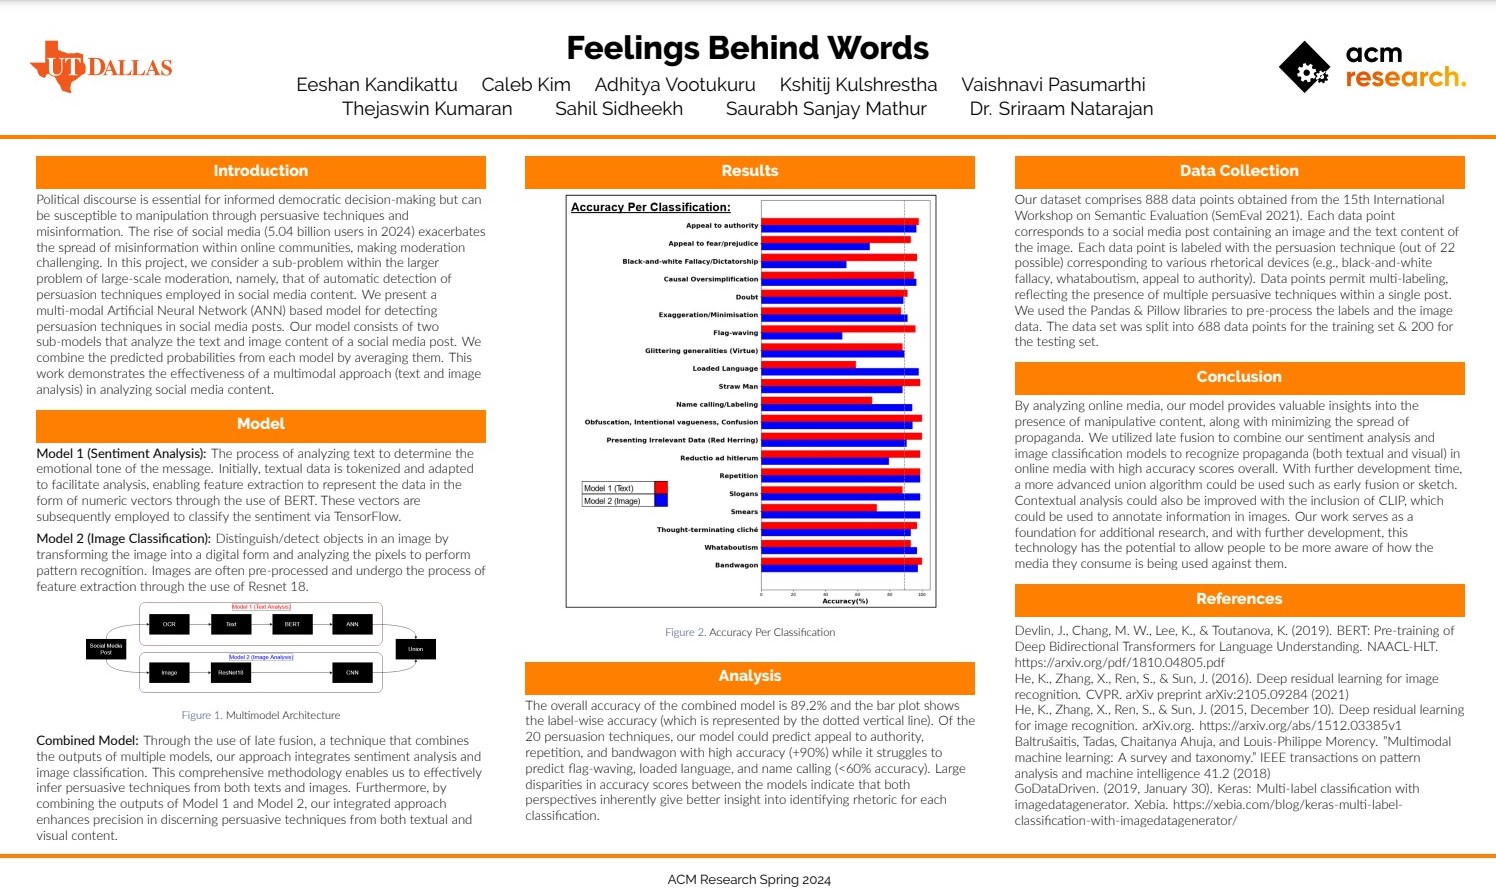 UT DALLAS
Feelings Behind Words
Eeshan Kandikattu Caleb Kim Adhitya Vootukuru Kshitij Kulshrestha Vaishnavi Pasumarthi
Thejaswin Kumaran Sahil Sidheekh Saurabh Sanjay Mathur Dr. Sriraam Natarajan
acm
research.
Introduction
Political discourse is essential for informed democratic decision-making but can
be susceptible to manipulation through persuasive techniques and
misinformation. The rise of social media (5.04 billion users in 2024) exacerbates
the spread of misinformation within online communities, making moderation
challenging. In this project, we consider a sub-problem within the larger
problem of large-scale moderation, namely, that of automatic detection of
persuasion techniques employed in social media content. We present a
multi-modal Artificial Neural Network (ANN) based model for detecting
persuasion techniques in social media posts. Our model consists of two
sub-models that analyze the text and image content of a social media post. We
combine the predicted probabilities from each model by averaging them. This
work demonstrates the effectiveness of a multimodal approach (text and image
analysis) in analyzing social media content.
Model
Model 1 (Sentiment Analysis): The process of analyzing text to determine the
emotional tone of the message. Initially, textual data is tokenized and adapted
to facilitate analysis, enabling feature extraction to represent the data in the
form of numeric vectors through the use of BERT. These vectors are
subsequently employed to classify the sentiment via TensorFlow.
Model 2 (Image Classification): Distinguish/detect objects in an image by
transforming the image into a digital form and analyzing the pixels to perform
pattern recognition. Images are often pre-processed and undergo the process of
feature extraction through the use of Resnet 18.
Model 1 (Text Analysis)
OCR Text BERT ANN
Social Media
Post
Union
Model 2 (Image Analysis)
Image ResNet18 CNN
Figure 1. Multimodel Architecture
Combined Model: Through the use of late fusion, a technique that combines
the outputs of multiple models, our approach integrates sentiment analysis and
image classification. This comprehensive methodology enables us to effectively
infer persuasive techniques from both texts and images. Furthermore, by
combining the outputs of Model 1 and Model 2, our integrated approach
enhances precision in discerning persuasive techniques from both textual and
visual content.
Results
Accuracy Per Classification:
Appeal to authority
Appeal to fear/prejudice
Black-and-white Fallacy/Dictatorship
Causal Oversimplification
Doubt
Exaggeration/Minimisation
Flag-waving
Glittering generalities (Virtue)
Loaded Language
Straw Man
Name calling/Labeling
Obfuscation, Intentional vagueness, Confusion
Presenting Irrelevant Data (Red Herring)
Reductio ad hitlerum
Repetition
Slogans
Smears
Thought-terminating cliché
Whataboutism
Bandwagon
Model 1 (Text)
Model 2 (Image)
0 20 40 60 80 100
Accuracy(%)
Figure 2. Accuracy Per Classification
Analysis
The overall accuracy of the combined model is 89.2% and the bar plot shows
the label-wise accuracy (which is represented by the dotted vertical line). Of the
20 persuasion techniques, our model could predict appeal to authority,
repetition, and bandwagon with high accuracy (+90%) while it struggles to
predict flag-waving, loaded language, and name calling (<60% accuracy). Large
disparities in accuracy scores between the models indicate that both
perspectives inherently give better insight into identifying rhetoric for each
classification.
Data Collection
Our dataset comprises 888 data points obtained from the 15th International
Workshop on Semantic Evaluation (SemEval 2021). Each data point
corresponds to a social media post containing an image and the text content of
the image. Each data point is labeled with the persuasion technique (out of 22
possible) corresponding to various rhetorical devices (e.g., black-and-white
fallacy, whataboutism, appeal to authority). Data points permit multi-labeling,
reflecting the presence of multiple persuasive techniques within a single post.
We used the Pandas & Pillow libraries to pre-process the labels and the image
data. The data set was split into 688 data points for the training set & 200 for
the testing set.
Conclusion
By analyzing online media, our model provides valuable insights into the
presence of manipulative content, along with minimizing the spread of
propaganda. We utilized late fusion to combine our sentiment analysis and
image classification models to recognize propaganda (both textual and visual) in
online media with high accuracy scores overall. With further development time,
a more advanced union algorithm could be used such as early fusion or sketch.
Contextual analysis could also be improved with the inclusion of CLIP, which
could be used to annotate information in images. Our work serves as a
foundation for additional research, and with further development, this
technology has the potential to allow people to be more aware of how the
media they consume is being used against them.
References
Devlin, J., Chang, M. W., Lee, K., & Toutanova, K. (2019). BERT: Pre-training of
Deep Bidirectional Transformers for Language Understanding. NAACL-HLT.
https://arxiv.org/pdf/1810.04805.pdf
He, K., Zhang, X., Ren, S., & Sun, J. (2016). Deep residual learning for image
recognition. CVPR. arXiv preprint arXiv:2105.09284 (2021)
He, K., Zhang, X., Ren, S., & Sun, J. (2015, December 10). Deep residual learning
for image recognition. arXiv.org. https://arxiv.org/abs/1512.03385v1
Baltrušaitis, Tadas, Chaitanya Ahuja, and Louis-Philippe Morency. "Multimodal
machine learning: A survey and taxonomy." IEEE transactions on pattern
analysis and machine intelligence 41.2 (2018)
GoDataDriven. (2019, January 30). Keras: Multi-label classification with
imagedatagenerator. Xebia. https://xebia.com/blog/keras-multi-label-
classification-with-imagedatagenerator/
ACM Research Spring 2024